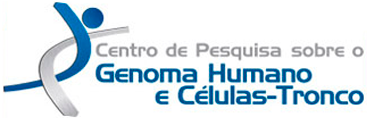 Centro de Pesquisa sobre o
Genoma Humano
e Células-Tronco